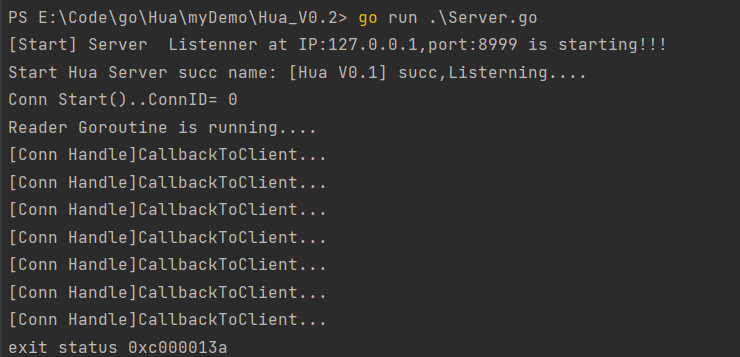 PS E:\Code\go\Hua\myDemo\Hua_V0.2> go run .\Server.go
[Start] Server  Listenner at IP:127.0.0.1,port:8999 is starting!!!
Start Hua Server succ name: [Hua V0.1] succ,Listerning....
Conn Start()..ConnID= 0
Reader Goroutine is running....
[Conn Handle]CallbackToClient...
[Conn Handle]CallbackToClient...
[Conn Handle]CallbackToClient...
[Conn Handle]CallbackToClient...
[Conn Handle]CallbackToClient...
[Conn Handle]CallbackToClient...
[Conn Handle]CallbackToClient...
exit status 0xc000013a